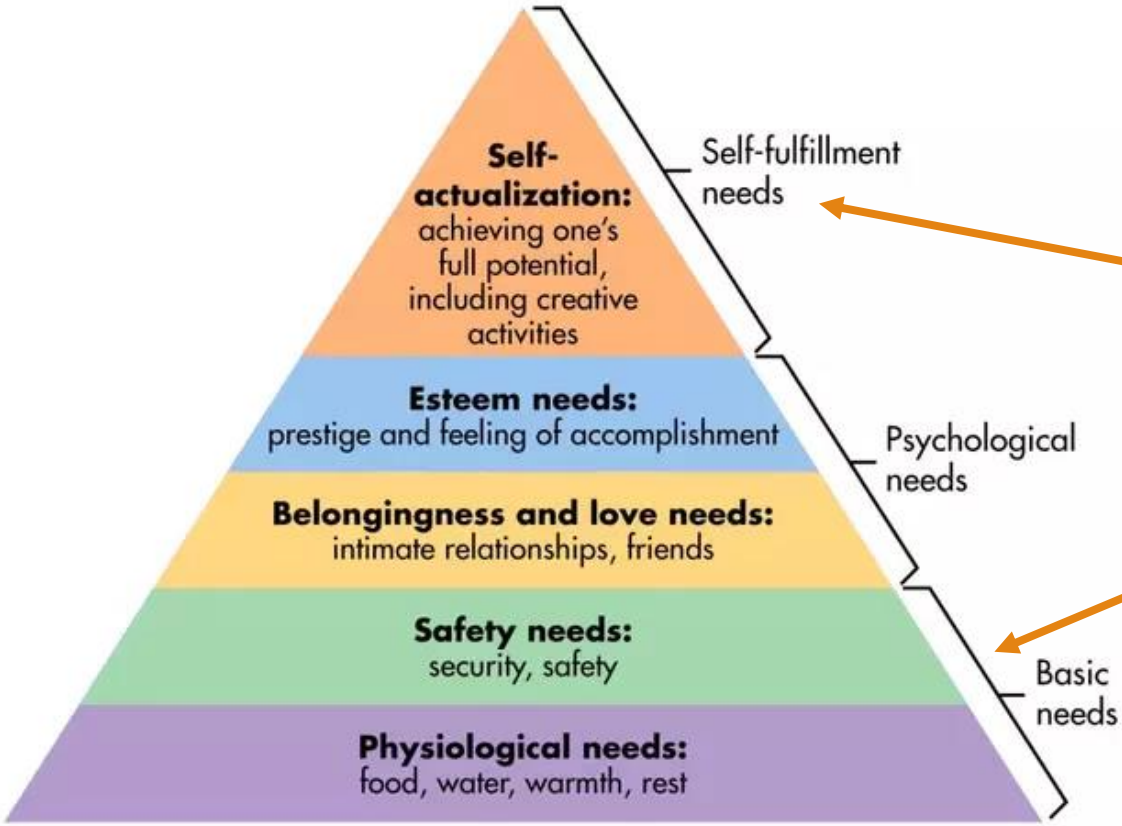 Self-
actualization:
achieving one's
full potential,
including creative
activities
Self-fulfillment
needs
Esteem needs:
prestige and feeling of accomplishment
Psychological
needs
Belongingness and love needs:
intimate relationships, friends
Safety needs:
security, safety
Basic
needs
Physiological needs:
food, water, warmth, rest